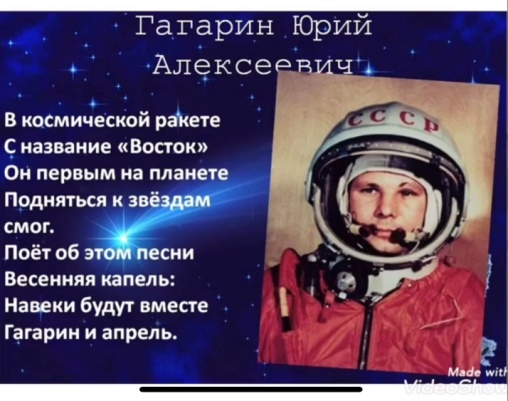 Гагарин Юрий
Алексеевич
В космической ракете
С название «Восток»
Он первым на планете
Подняться к звёздам
смог.
Поёт об этом песни
Весенняя капель:
Навеки будут вместе
Гагарин и апрель.
СССР
Made with
VideoShow